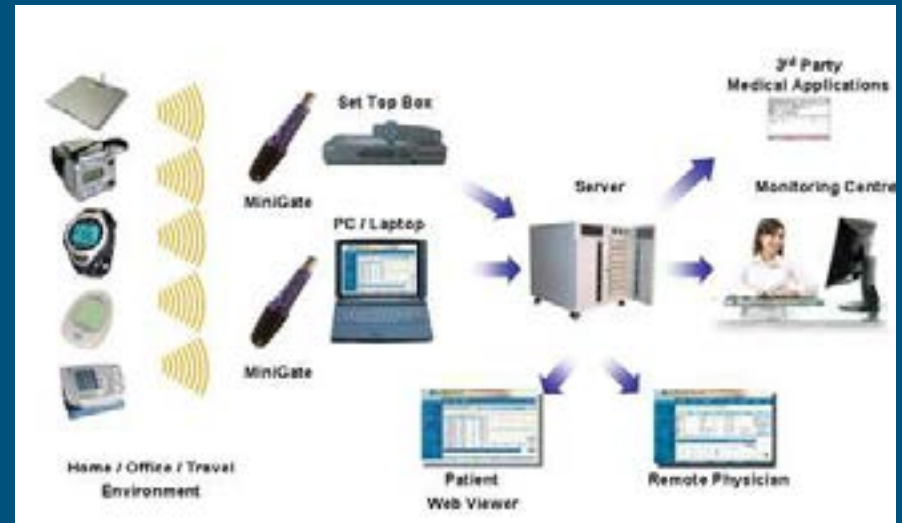 Set Top Box
MiniGate
PC / Laptop
MiniGate
Home / Office / Travel
Environment
Server
3rd Party
Medical Applications
Monitoring Centre
Patient
Web Viewer
Remote Physician